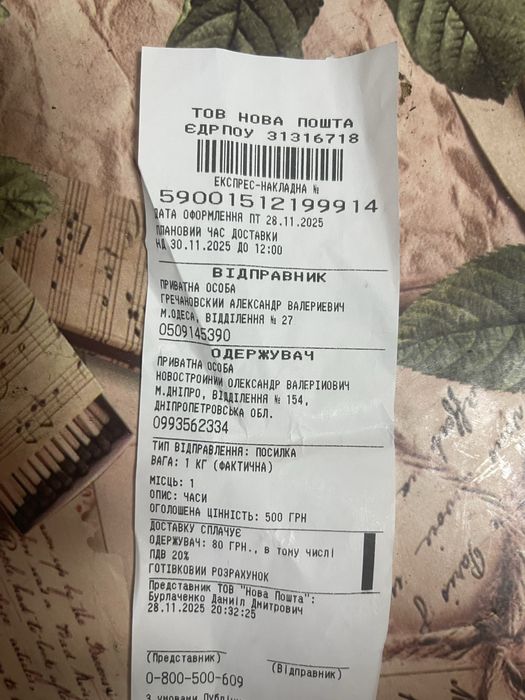 ТОВ НОВА ПОШТА
ЄДРПОУ 31316718
ЕКСПРЕС-НАКЛАДНА №
59001512199914
ДАТА ОФОРМЛЕННЯ ПТ 28.11.2025
ПЛАНОВИЙ ЧАС ДОСТАВКИ
НД 30.11.2025 ДО 12:00
ВІДПРАВНИК
ПРИВАТНА ОСОБА
ГРЕЧАНОВСКИЙ АЛЕКСАНДР ВАЛЕРИЕВИЧ
М.ОДЕСА, ВІДДІЛЕННЯ № 27
0509145390
ОДЕРЖУВАЧ
ПРИВАТНА ОСОБА
НОВОСТРОЙНИЙ ОЛЕКСАНДР ВАЛЕРІЙОВИЧ
М.ДНІПРО, ВІДДІЛЕННЯ № 154,
ДНІПРОПЕТРОВСЬКА ОБЛ.
0993562334
ТИП ВІДПРАВЛЕННЯ: ПОСИЛКА
ВАГА: 1 КГ (ФАКТИЧНА)
МІСЦЬ: 1
ОПИС: ЧАСИ
ОГОЛОШЕНА ЦІННІСТЬ: 500 ГРН
ДОСТАВКУ СПЛАЧУЄ
ОДЕРЖУВАЧ: 80 ГРН., в тому числі
ПДВ 20%
ГОТІВКОВИЙ РОЗРАХУНОК
Представник ТОВ "Нова Пошта":
Бурлаченко Даниїл Дмитрович
28.11.2025 20:32:25
(Представник) (Відправник)
0-800-500-609
З умовами Публі